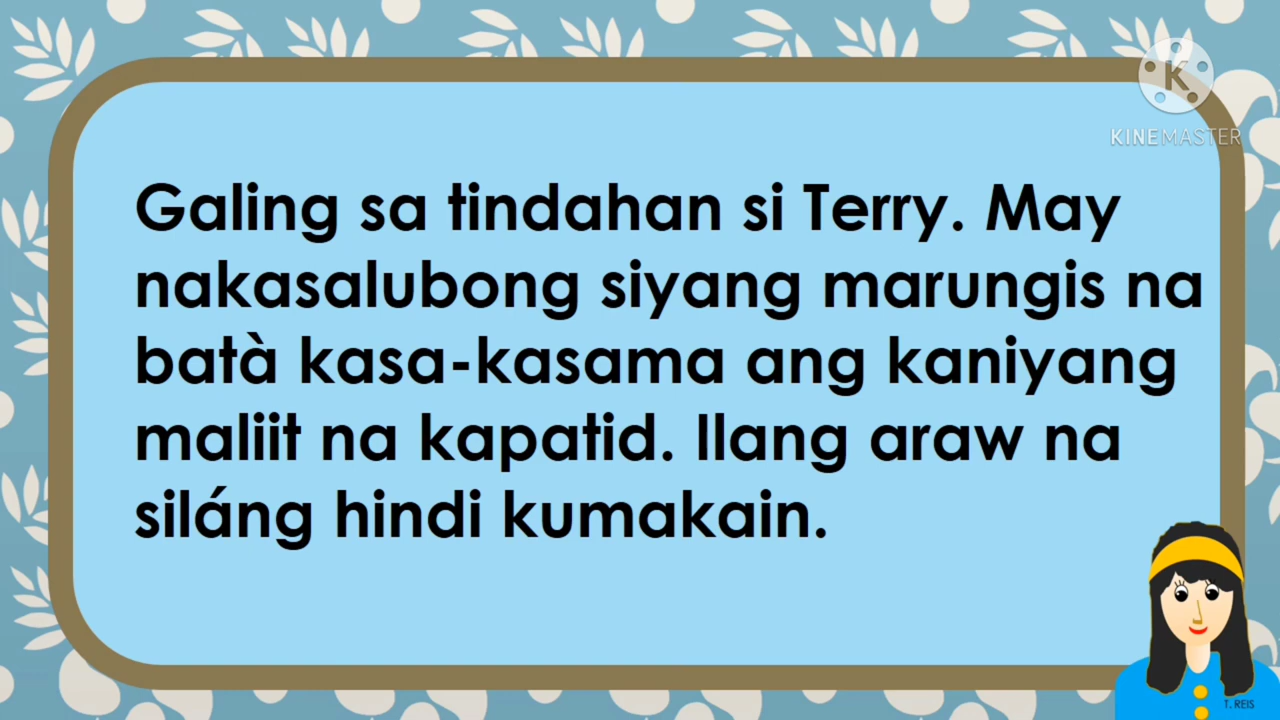 KINEMASTER
Galing sa tindahan si Terry. May
nakasalubong siyang marungis na
batà kasa-kasama ang kaniyang
maliit na kapatid. Ilang araw na
siláng hindi kumakain.
T. REIS